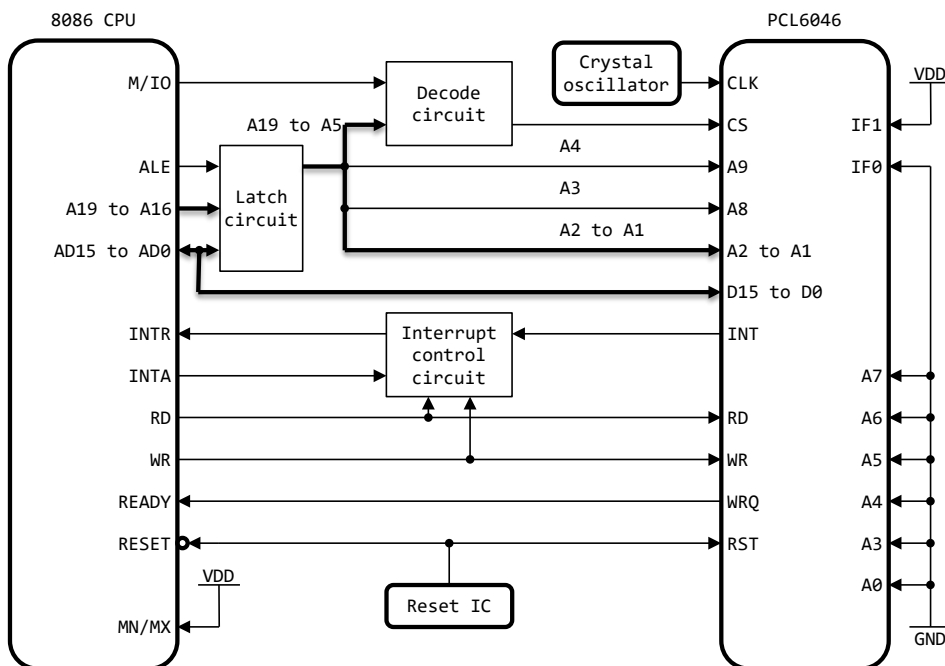 8086 CPU
PCL6046
M/IO
Decode
circuit
Crystal
oscillator
CLK
VDD
A19 to A5
CS
IF1
ALE
Latch
circuit
A4
A9
IF0
A19 to A16
A3
A8
AD15 to AD0
A2 to A1
A2 to A1
D15 to D0
INTR
Interrupt
control
circuit
INT
INTA
A7
RD
RD
A6
WR
WR
A5
READY
WRQ
A4
RESET
RST
A3
VDD
Reset IC
A0
MN/MX
GND